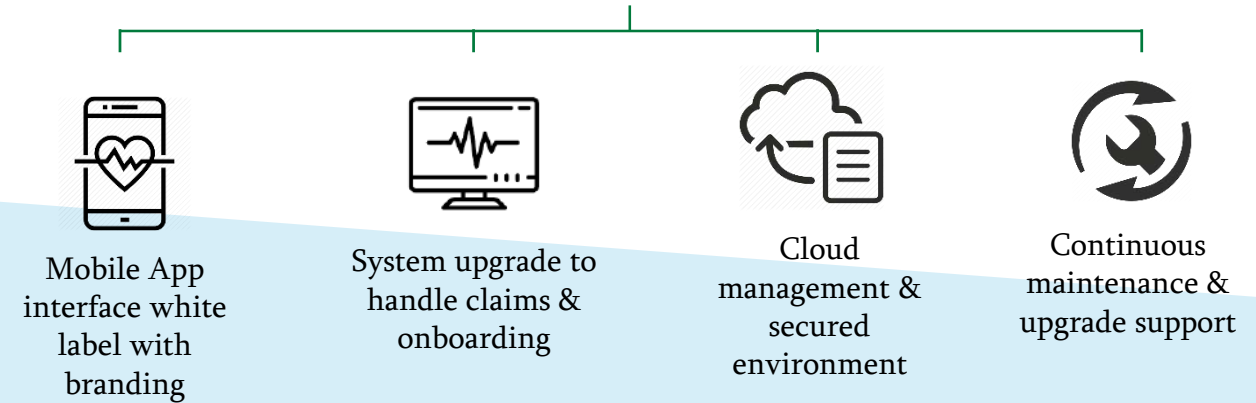 Mobile App
interface white
label with
branding
System upgrade to
handle claims &
onboarding
Cloud
management &
secured
environment
Continuous
maintenance &
upgrade support